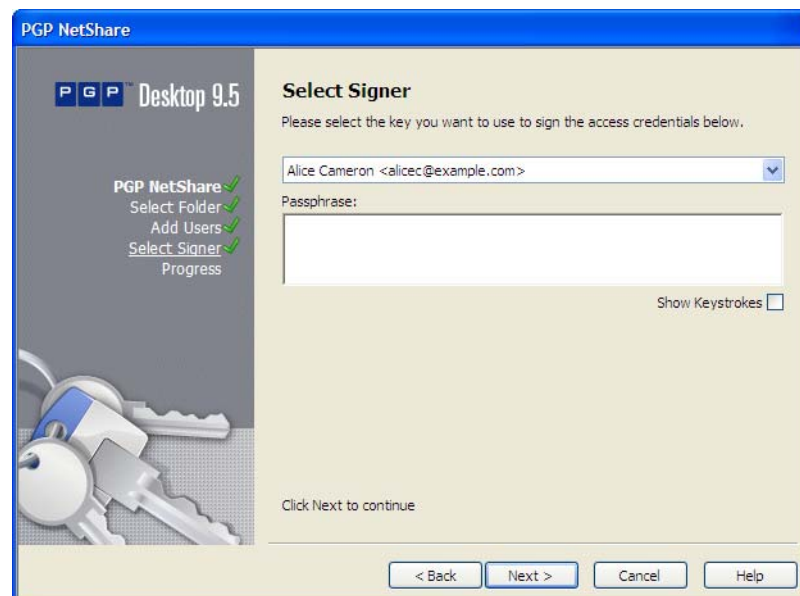 PGP NetShare
PGP™ Desktop 9.5
PGP NetShare
Select Folder
Add Users
Select Signer
Progress
Select Signer
Please select the key you want to use to sign the access credentials below.
Alice Cameron <alicec@example.com>
Passphrase:
Show Keystrokes
Click Next to continue
< Back
Next >
Cancel
Help